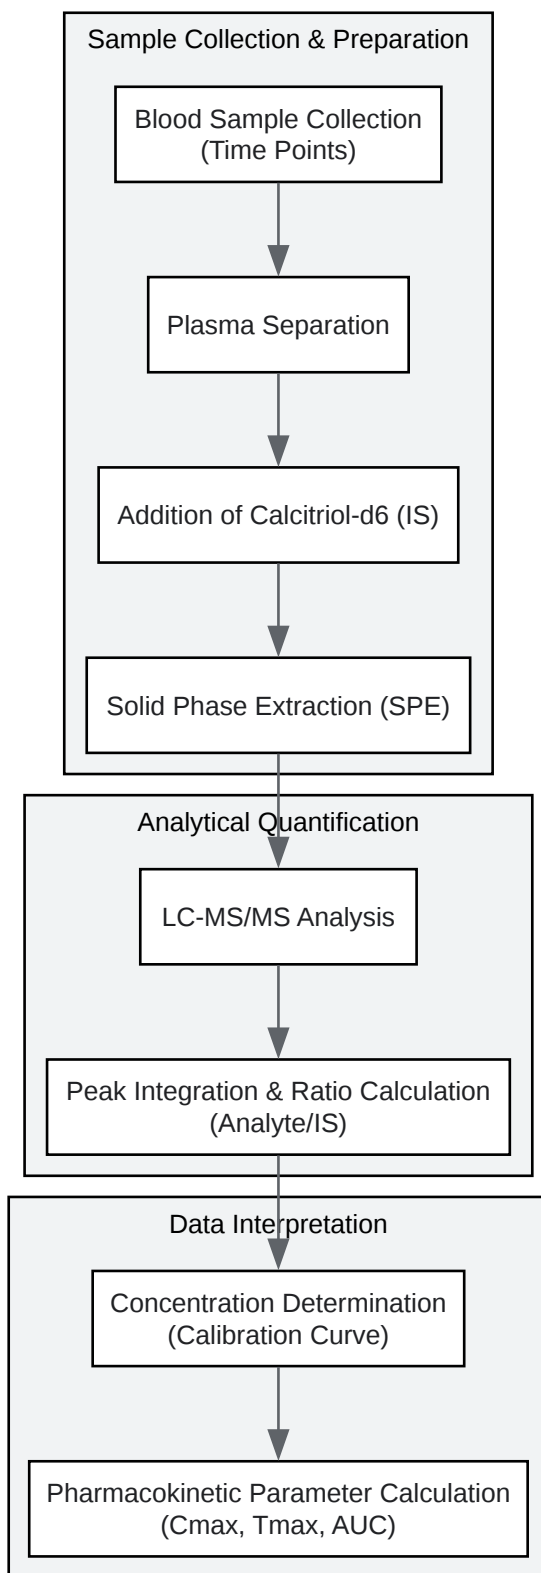 Sample Collection & Preparation
Blood Sample Collection
(Time Points)
Plasma Separation
Addition of Calcitriol-d6 (IS)
Solid Phase Extraction (SPE)
Analytical Quantification
LC-MS/MS Analysis
Peak Integration & Ratio Calculation
(Analyte/IS)
Data Interpretation
Concentration Determination
(Calibration Curve)
Pharmacokinetic Parameter Calculation
(Cmax, Tmax, AUC)